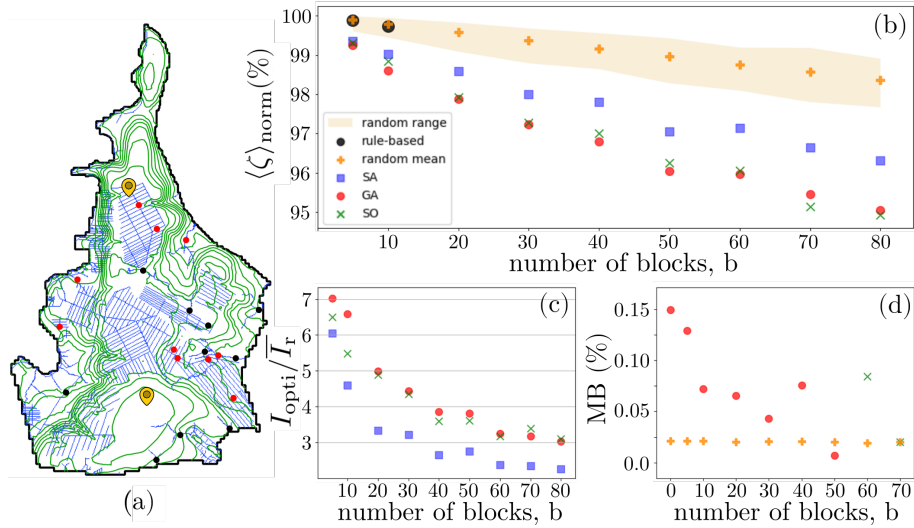 (a)
(b)
⟨ζ⟩norm(%)
100
99
98
97
96
95
random range
rule-based
random mean
SA
GA
SO
10
20
30
40
50
60
70
80
number of blocks, b
(c)
Iopti/Ir
7
6
5
4
3
10 20 30 40 50 60 70 80
number of blocks, b
(d)
MB (%)
0.15
0.10
0.05
0.0
0 10 20 30 40 50 60 70
number of blocks, b